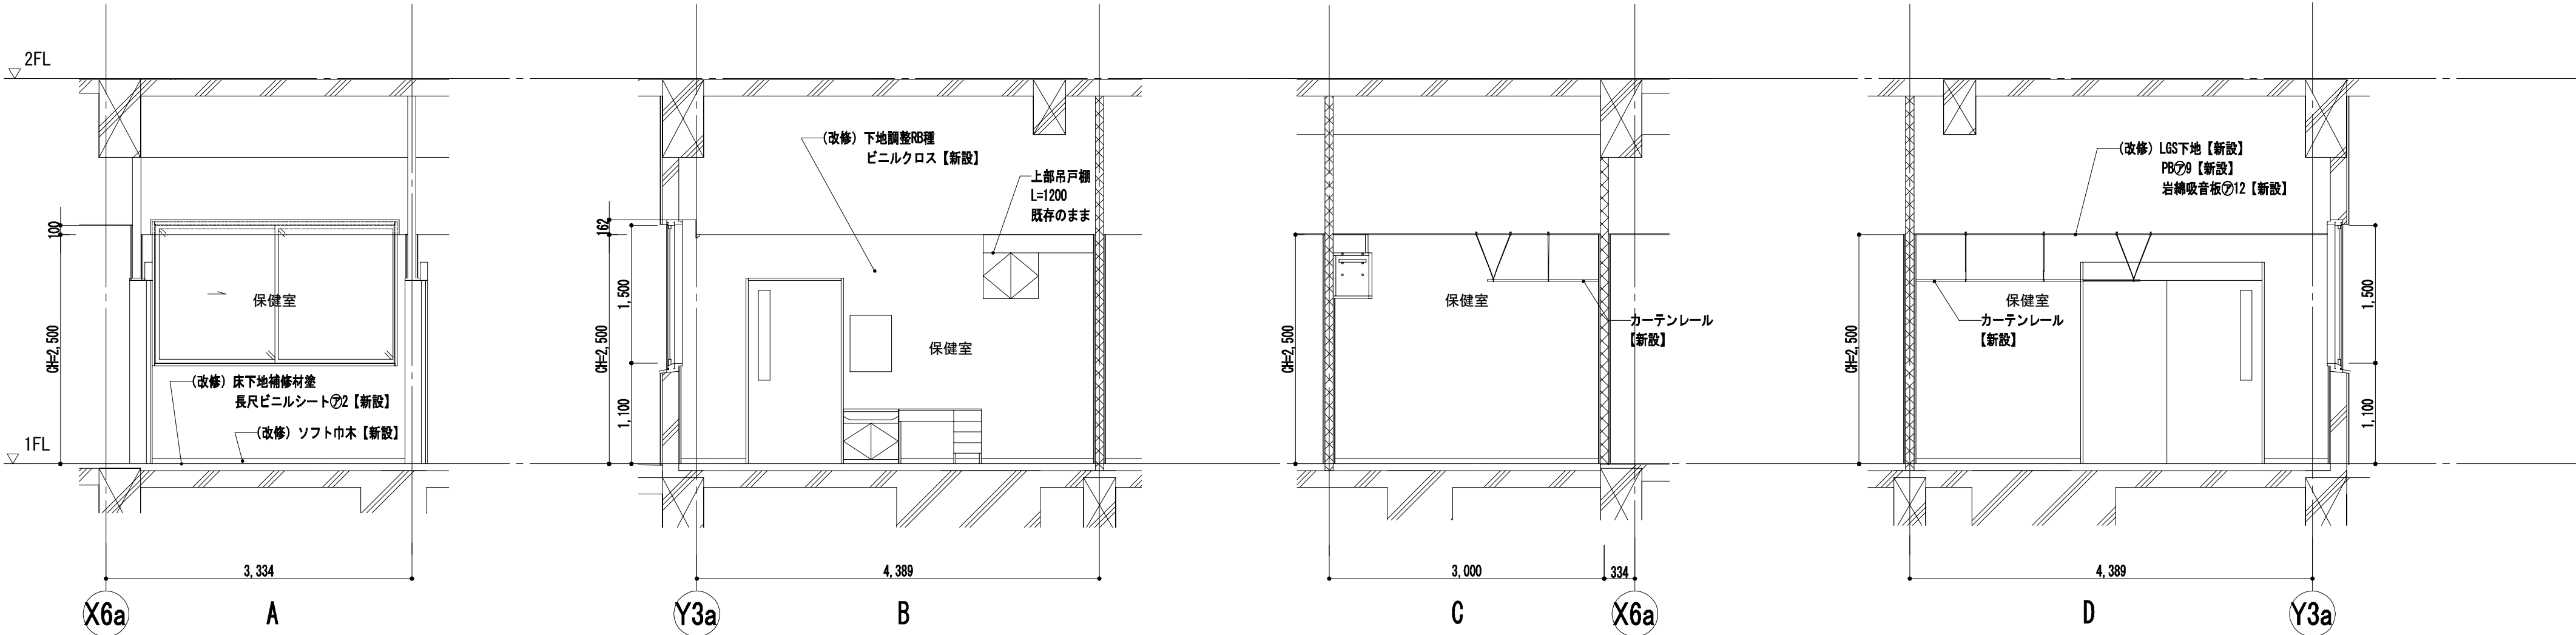 2FL
1FL
100
CH=2,500
保健室
(改修) 床下地補修材塗
長尺ビニルシート㋐2【新設】
(改修) ソフト巾木【新設】
3,334
X6a
A
(改修) 下地調整RB種
ビニルクロス【新設】
上部吊戸棚
L=1200
既存のまま
162
CH=2,500
1,500
1,100
保健室
4,389
Y3a
B
CH=2,500
保健室
カーテンレール
【新設】
3,000
334
C
X6a
(改修) LGS下地【新設】
PB㋐9【新設】
岩綿吸音板㋐12【新設】
CH=2,500
保健室
カーテンレール
【新設】
1,500
1,100
4,389
D
Y3a